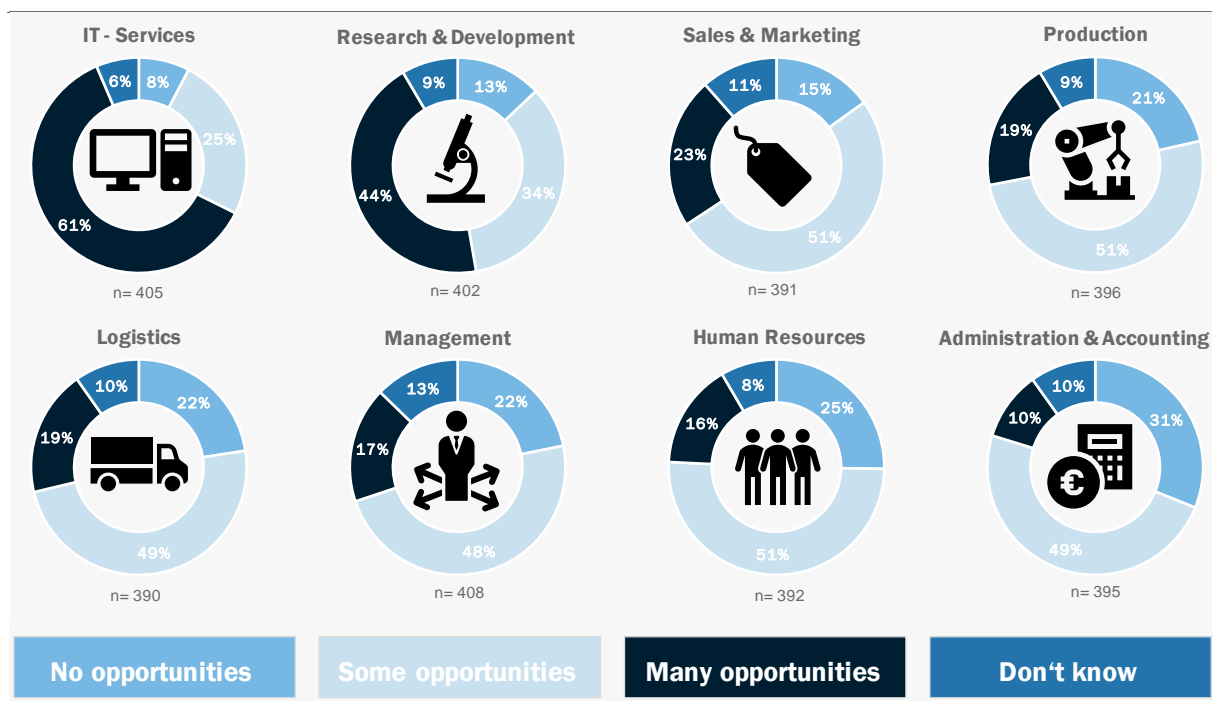 IT - Services
6%
8%
25%
61%
n= 405
Research & Development
9%
13%
34%
44%
n= 402
Sales & Marketing
11%
15%
51%
23%
n= 391
Production
9%
21%
51%
19%
n= 396
Logistics
10%
22%
49%
19%
n= 390
Management
13%
22%
48%
17%
n= 408
Human Resources
8%
25%
51%
16%
n= 392
Administration & Accounting
10%
31%
49%
10%
€
n= 395
No opportunities
Some opportunities
Many opportunities
Don‘t know